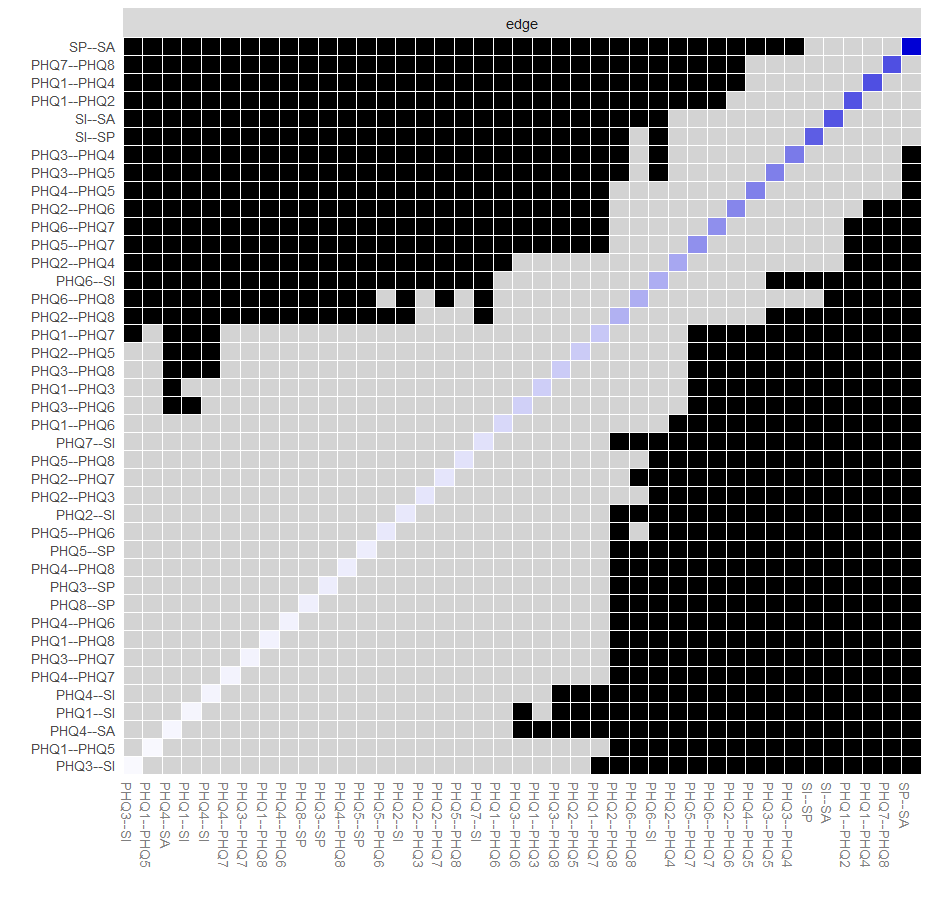 edge
SP--SA
PHQ7--PHQ8
PHQ1--PHQ4
PHQ1--PHQ2
SI--SA
SI--SP
PHQ3--PHQ4
PHQ3--PHQ5
PHQ4--PHQ5
PHQ2--PHQ6
PHQ6--PHQ7
PHQ5--PHQ7
PHQ2--PHQ4
PHQ6--SI
PHQ6--PHQ8
PHQ2--PHQ8
PHQ1--PHQ7
PHQ2--PHQ5
PHQ3--PHQ8
PHQ1--PHQ3
PHQ3--PHQ6
PHQ1--PHQ6
PHQ7--SI
PHQ5--PHQ8
PHQ2--PHQ7
PHQ2--PHQ3
PHQ2--SI
PHQ5--PHQ6
PHQ5--SP
PHQ4--PHQ8
PHQ3--SP
PHQ8--SP
PHQ4--PHQ6
PHQ1--PHQ8
PHQ3--PHQ7
PHQ4--PHQ7
PHQ4--SI
PHQ1--SI
PHQ4--SA
PHQ1--PHQ5
PHQ3--SI
PHQ3--SI
PHQ1--PHQ5
PHQ4--SA
PHQ1--SI
PHQ4--SI
PHQ4--PHQ7
PHQ3--PHQ7
PHQ1--PHQ8
PHQ4--PHQ6
PHQ8--SP
PHQ3--SP
PHQ4--PHQ8
PHQ5--SP
PHQ5--PHQ6
PHQ2--SI
PHQ2--PHQ3
PHQ2--PHQ7
PHQ5--PHQ8
PHQ7--SI
PHQ1--PHQ6
PHQ3--PHQ6
PHQ1--PHQ3
PHQ3--PHQ8
PHQ2--PHQ5
PHQ1--PHQ7
PHQ2--PHQ8
PHQ6--PHQ8
PHQ6--SI
PHQ2--PHQ4
PHQ5--PHQ7
PHQ6--PHQ7
PHQ2--PHQ6
PHQ4--PHQ5
PHQ3--PHQ5
PHQ3--PHQ4
SI--SP
SI--SA
PHQ1--PHQ2
PHQ1--PHQ4
PHQ7--PHQ8
SP--SA